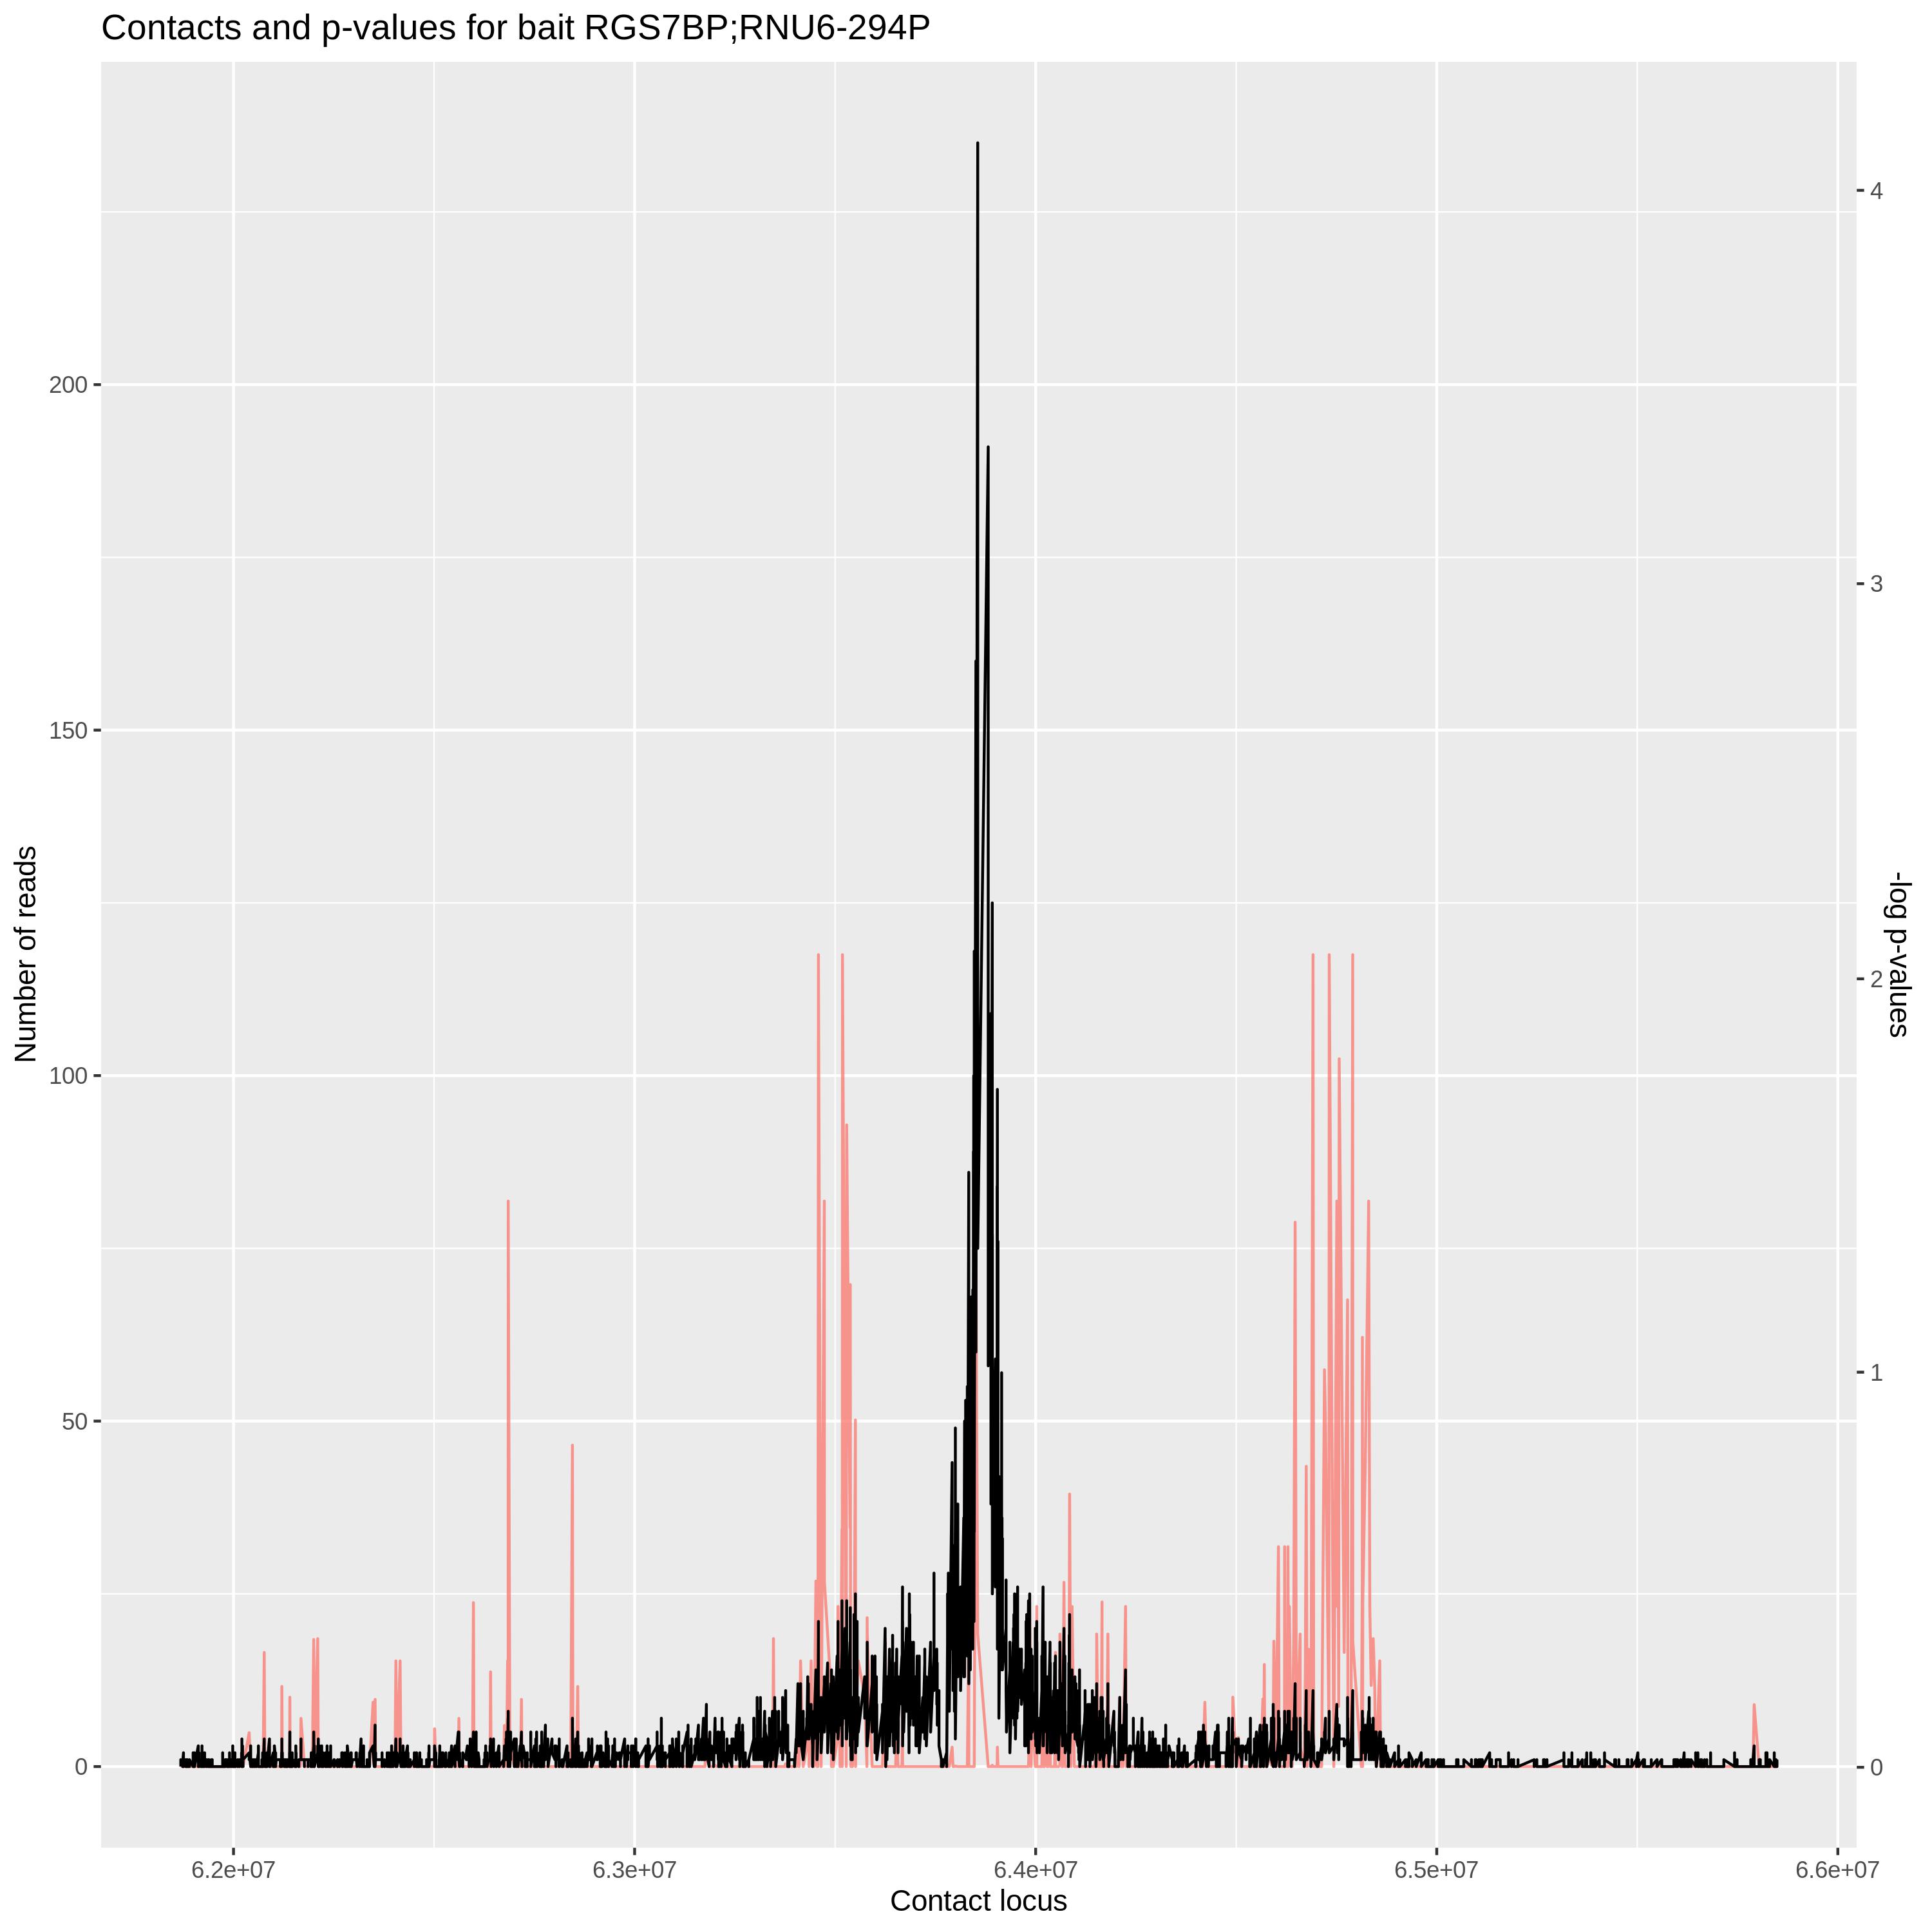 Contacts and p-values for bait RGS7BP;RNU6-294P
Number of reads
200
150
100
50
0
4
3
2
1
0
-log p-values
6.2e+07
6.3e+07
6.4e+07
6.5e+07
6.6e+07
Contact locus